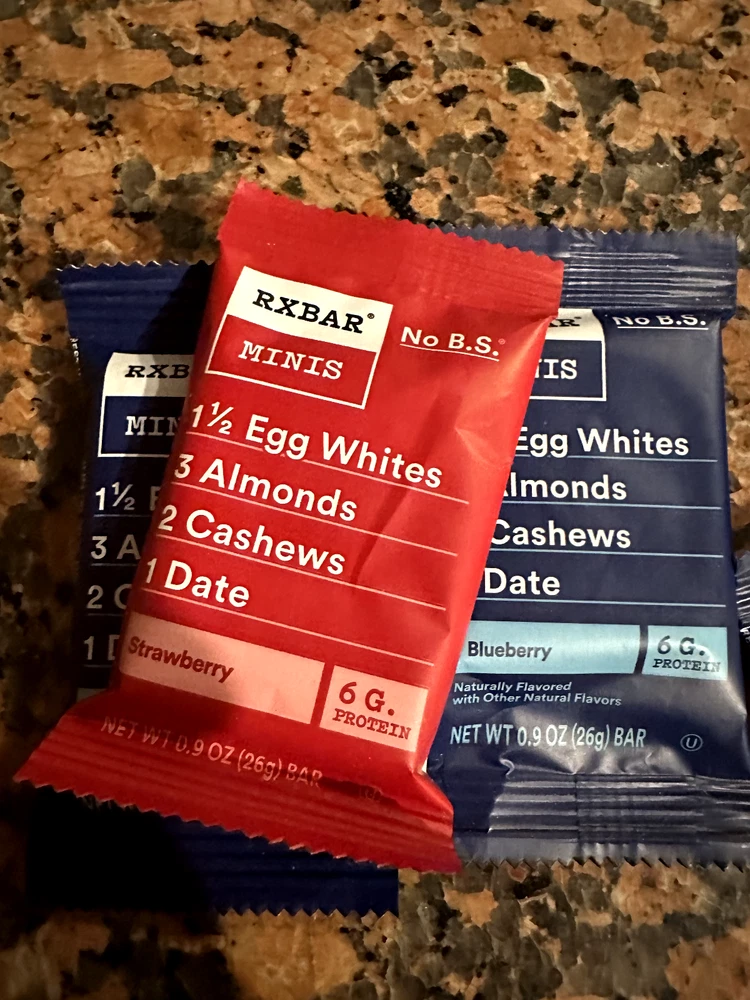 RXBAR®
MINIS
No B.S.®
1½ Egg Whites
3 Almonds
2 Cashews
1 Date
Strawberry
6 G.
PROTEIN
NET WT 0.9 OZ (26g) BAR
No B.S.
Egg Whites
Cashews
Date
Blueberry
6 G.
PROTEIN
Naturally Flavored
with Other Natural Flavors
NET WT 0.9 OZ (26g) BAR
U
RXB
MIN
1½
3 A
2 C
1